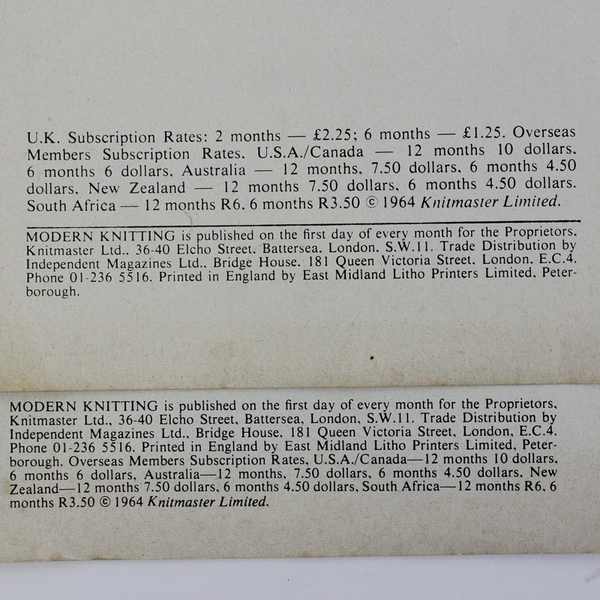 U.K. Subscription Rates: 2 months — £2.25; 6 months — £1.25. Overseas
Members Subscription Rates. U.S.A./Canada — 12 months 10 dollars,
6 months 6 dollars, Australia — 12 months, 7.50 dollars, 6 months 4.50
dollars, New Zealand — 12 months 7.50 dollars, 6 months 4.50 dollars.
South Africa — 12 months R6, 6 months R3.50 © 1964 Knitmaster Limited.
MODERN KNITTING is published on the first day of every month for the Proprietors,
Knitmaster Ltd., 36-40 Elcho Street, Battersea, London, S.W.11. Trade Distribution by
Independent Magazines Ltd., Bridge House, 181 Queen Victoria Street, London, E.C.4.
Phone 01-236 5516. Printed in England by East Midland Litho Printers Limited, Peter-
borough.
MODERN KNITTING is published on the first day of every month for the Proprietors,
Knitmaster Ltd., 36-40 Elcho Street, Battersea, London, S.W.11. Trade Distribution by
Independent Magazines Ltd., Bridge House, 181 Queen Victoria Street, London, E.C.4.
Phone 01-236 5516. Printed in England by East Midland Litho Printers Limited, Peter-
borough. Overseas Members Subscription Rates, U.S.A./Canada—12 months 10 dollars,
6 months 6 dollars, Australia—12 months, 7.50 dollars, 6 months 4.50 dollars, New
Zealand—12 months 7.50 dollars, 6 months 4.50 dollars, South Africa—12 months R6, 6
months R3.50 © 1964 Knitmaster Limited.